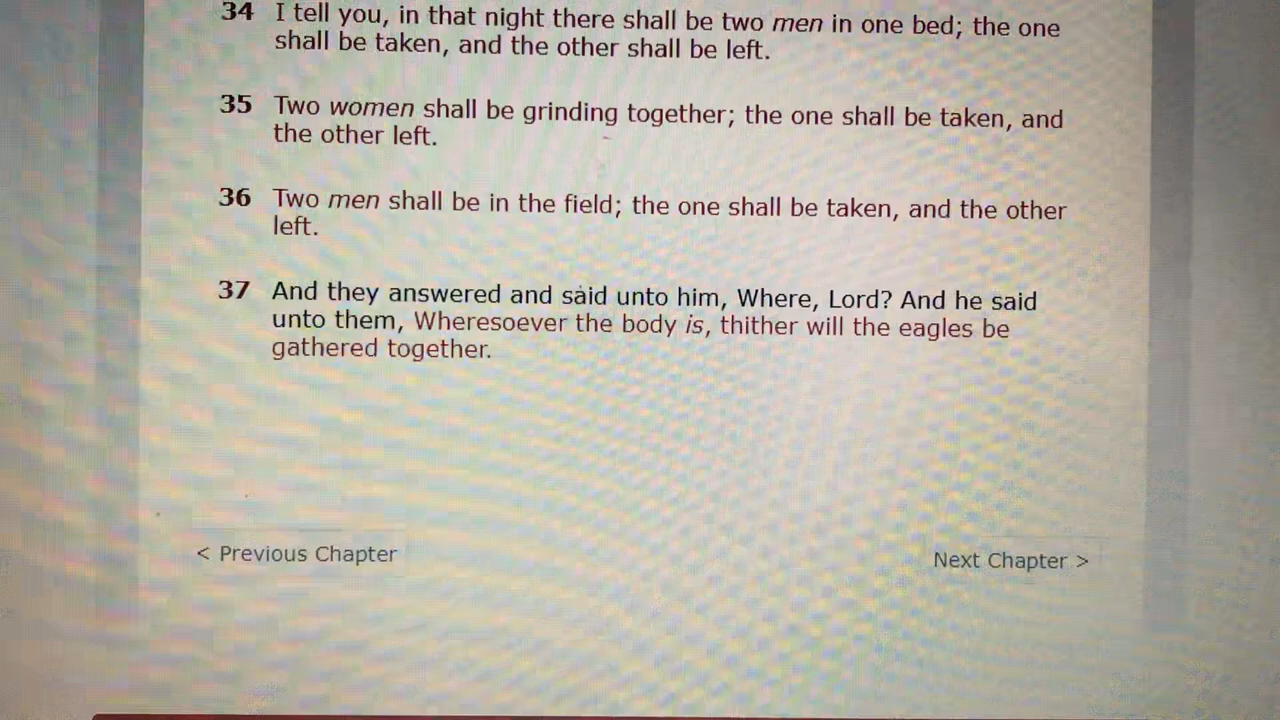 34 I tell you, in that night there shall be two men in one bed; the one
shall be taken, and the other shall be left.
35 Two women shall be grinding together; the one shall be taken, and
the other left.
36 Two men shall be in the field; the one shall be taken, and the other
left.
37 And they answered and said unto him, Where, Lord? And he said
unto them, Wheresoever the body is, thither will the eagles be
gathered together.
< Previous Chapter
Next Chapter >